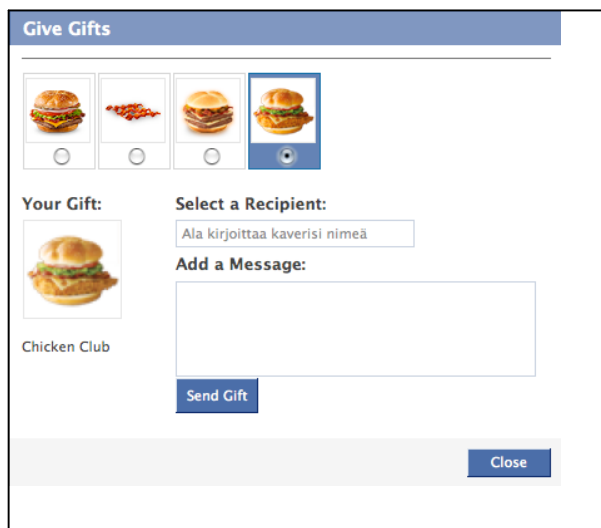 Give Gifts
Your Gift:
Select a Recipient:
Ala kirjoittaa kaverisi nimeä
Add a Message:
Chicken Club
Send Gift
Close